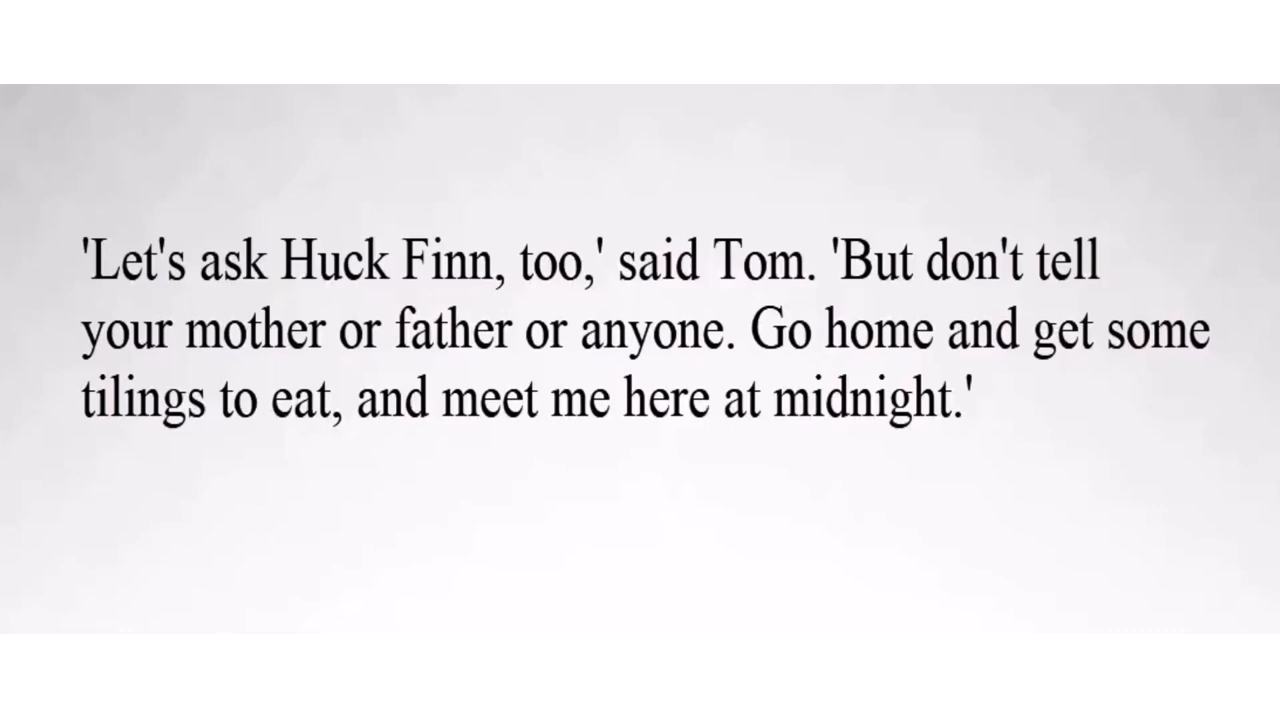 'Let's ask Huck Finn, too,' said Tom. 'But don't tell
your mother or father or anyone. Go home and get some
tilings to eat, and meet me here at midnight.'